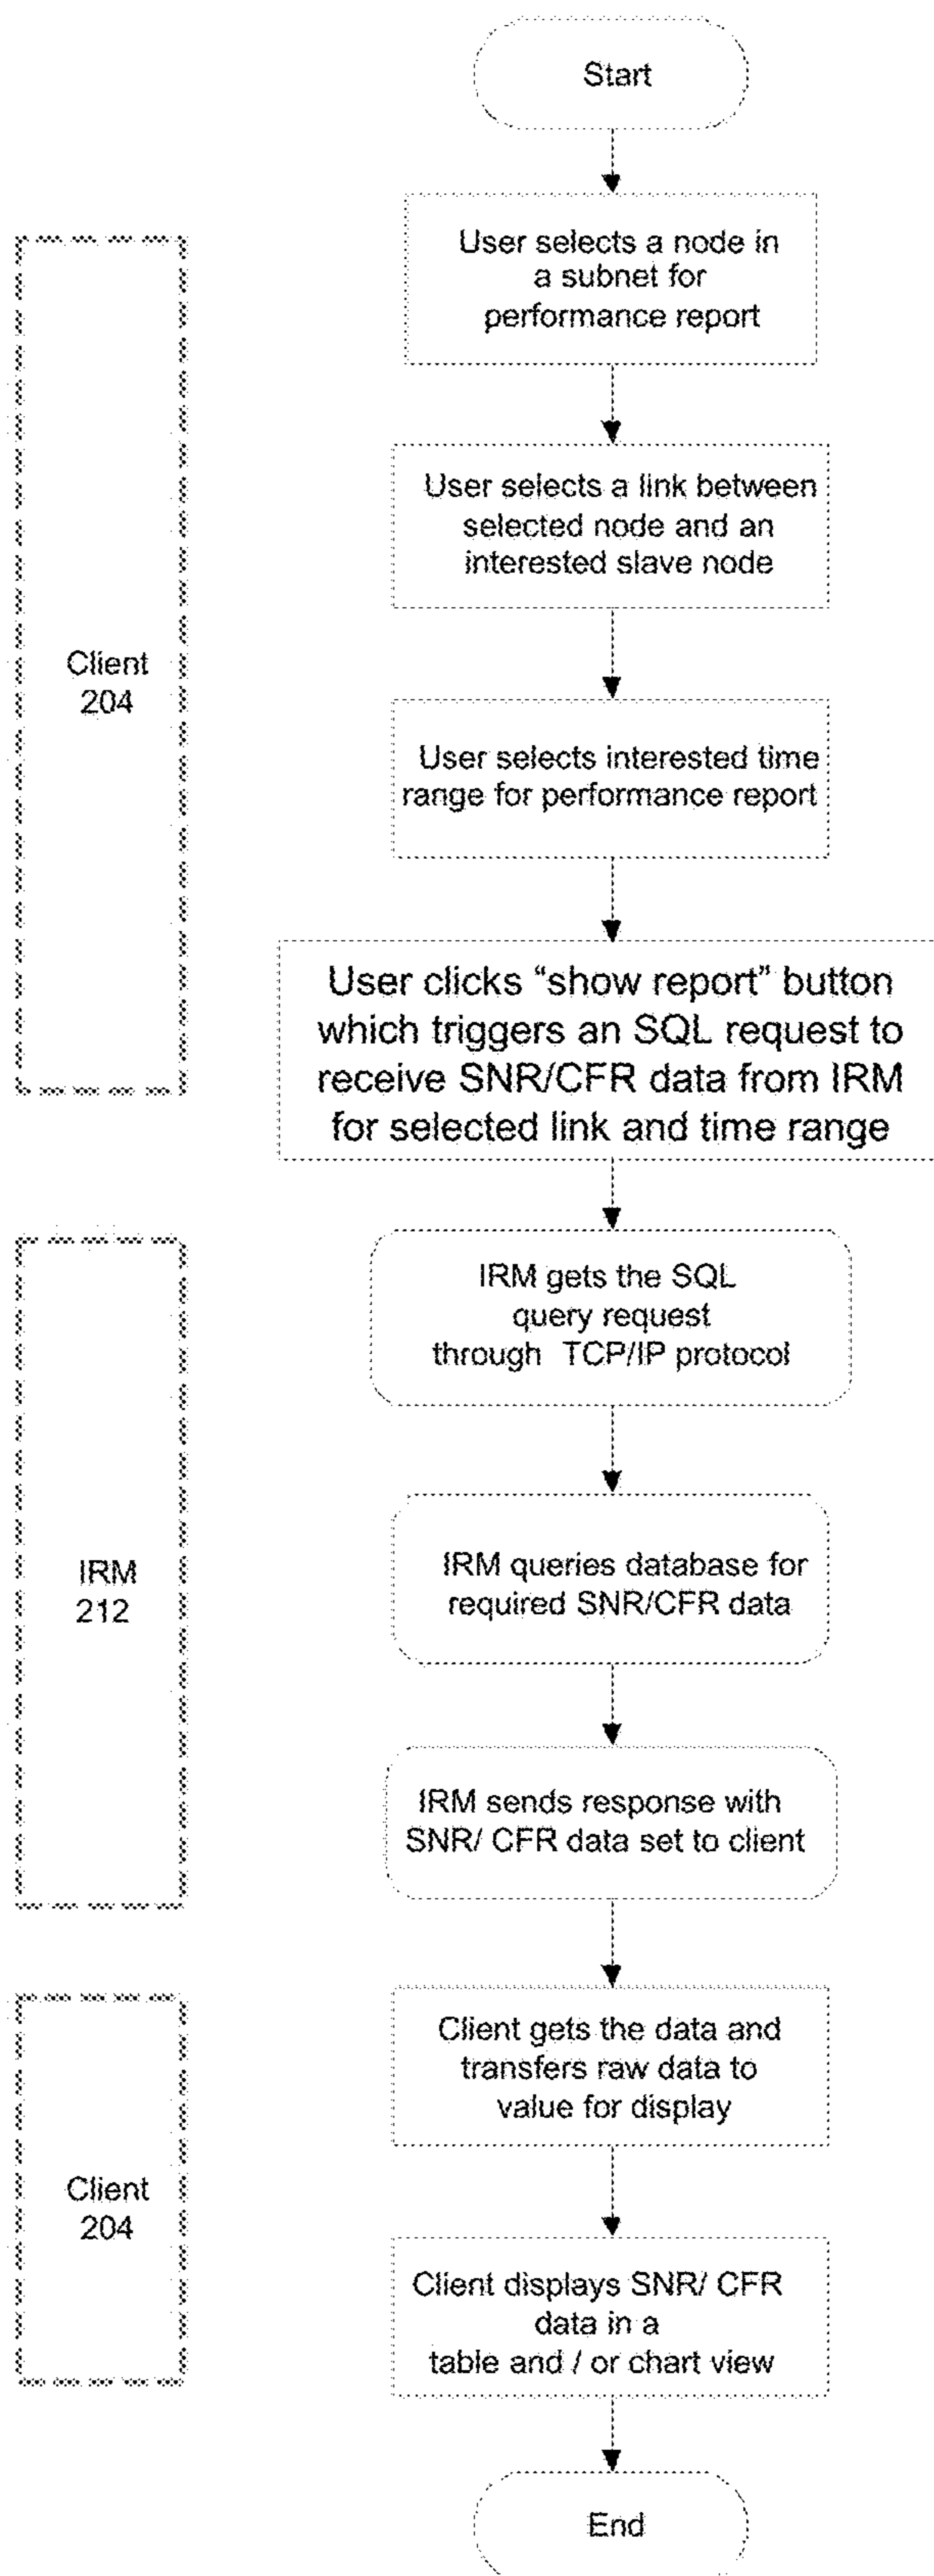 Start
User selects a node in
a subnet for
performance report
User selects a link between
selected node and an
interested slave node
Client
204
User selects interested time
range for performance report
User clicks “show report” button
which triggers an SQL request to
receive SNR/CFR data from IRM
for selected link and time range
IRM gets the SQL
query request
through TCP/IP protocol
IRM
212
IRM queries database for
required SNR/CFR data
IRM sends response with
SNR/ CFR data set to client
Client gets the data and
transfers raw data to
value for display
Client
204
Client displays SNR/ CFR
data in a
table and / or chart view
End